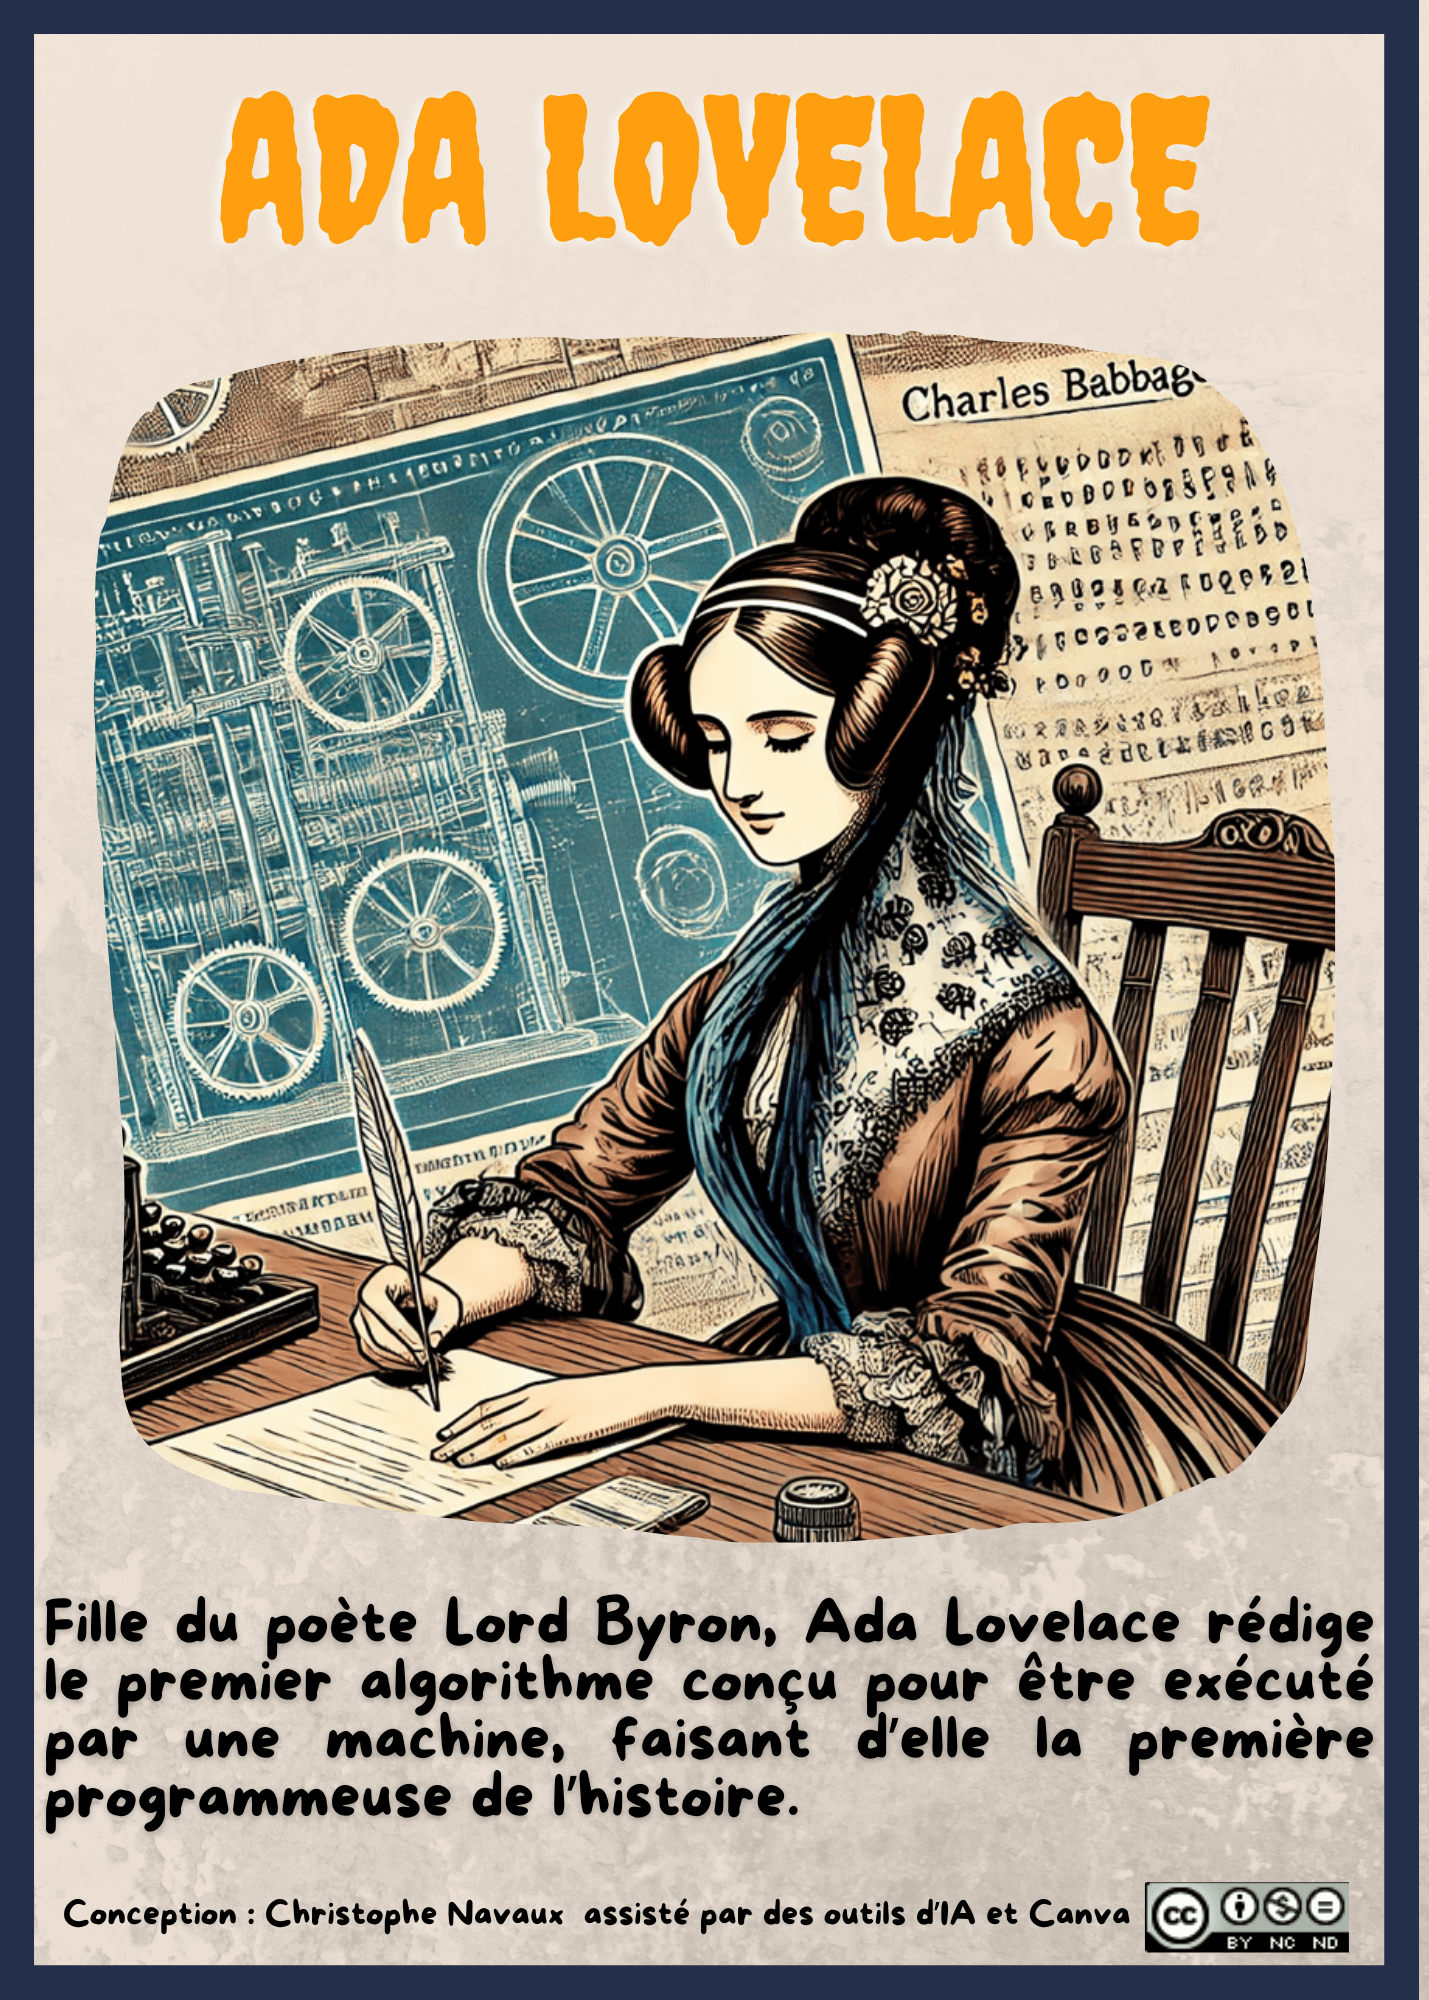 ADA LOVELACE
Charles Babbage
Fille du poète Lord Byron, Ada Lovelace rédige
le premier algorithme conçu pour être exécuté
par une machine, faisant d'elle la première
programmeuse de l'histoire.
Conception : Christophe Navaux assisté par des outils d'IA et Canva
cc
BY NC ND